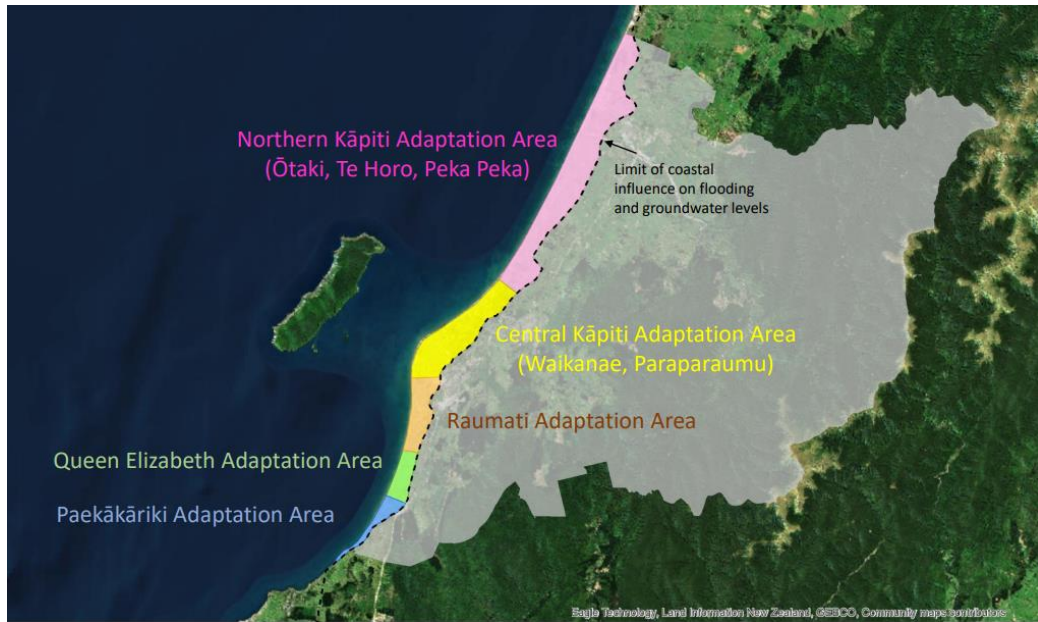 Northern Kāpiti Adaptation Area
(Ōtaki, Te Horo, Peka Peka)
Limit of coastal
influence on flooding
and groundwater levels
Central Kāpiti Adaptation Area
(Waikanae, Paraparaumu)
Raumati Adaptation Area
Queen Elizabeth Adaptation Area
Paekākāriki Adaptation Area
Eagle Technology, Land Information New Zealand, GEBCO, Community maps contributors